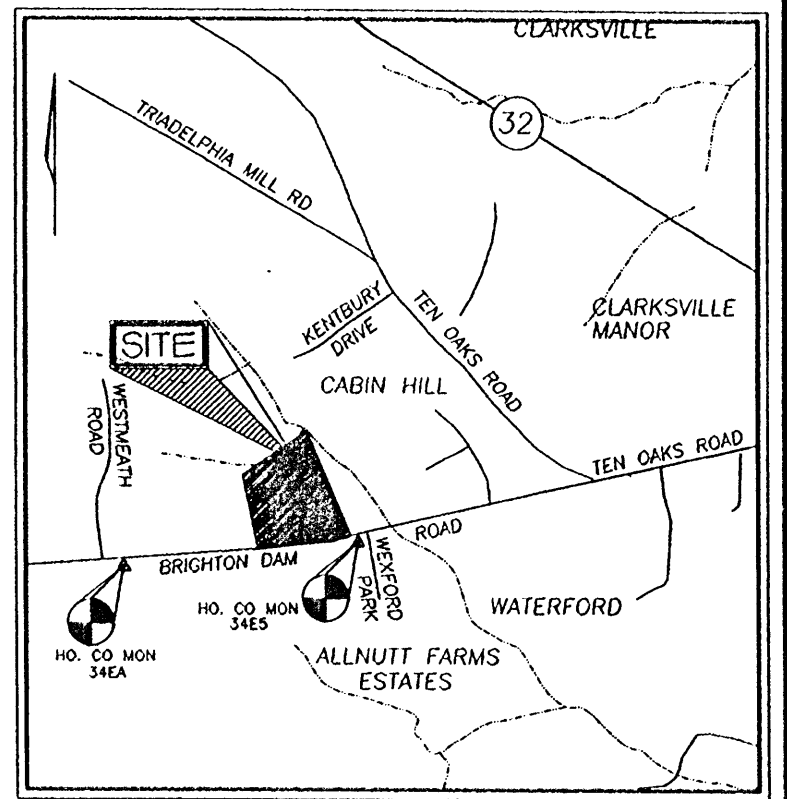 CLARKSVILLE
32
TRIADELPHIA MILL RD
KENTBURY
DRIVE
TEN OAKS ROAD
CLARKSVILLE
MANOR
SITE
CABIN HILL
WESTMEATH
ROAD
TEN OAKS ROAD
BRIGHTON DAM
ROAD
WEXFORD
PARK
HO. CO MON
34E5
WATERFORD
HO. CO MON
34EA
ALLNUTT FARMS
ESTATES